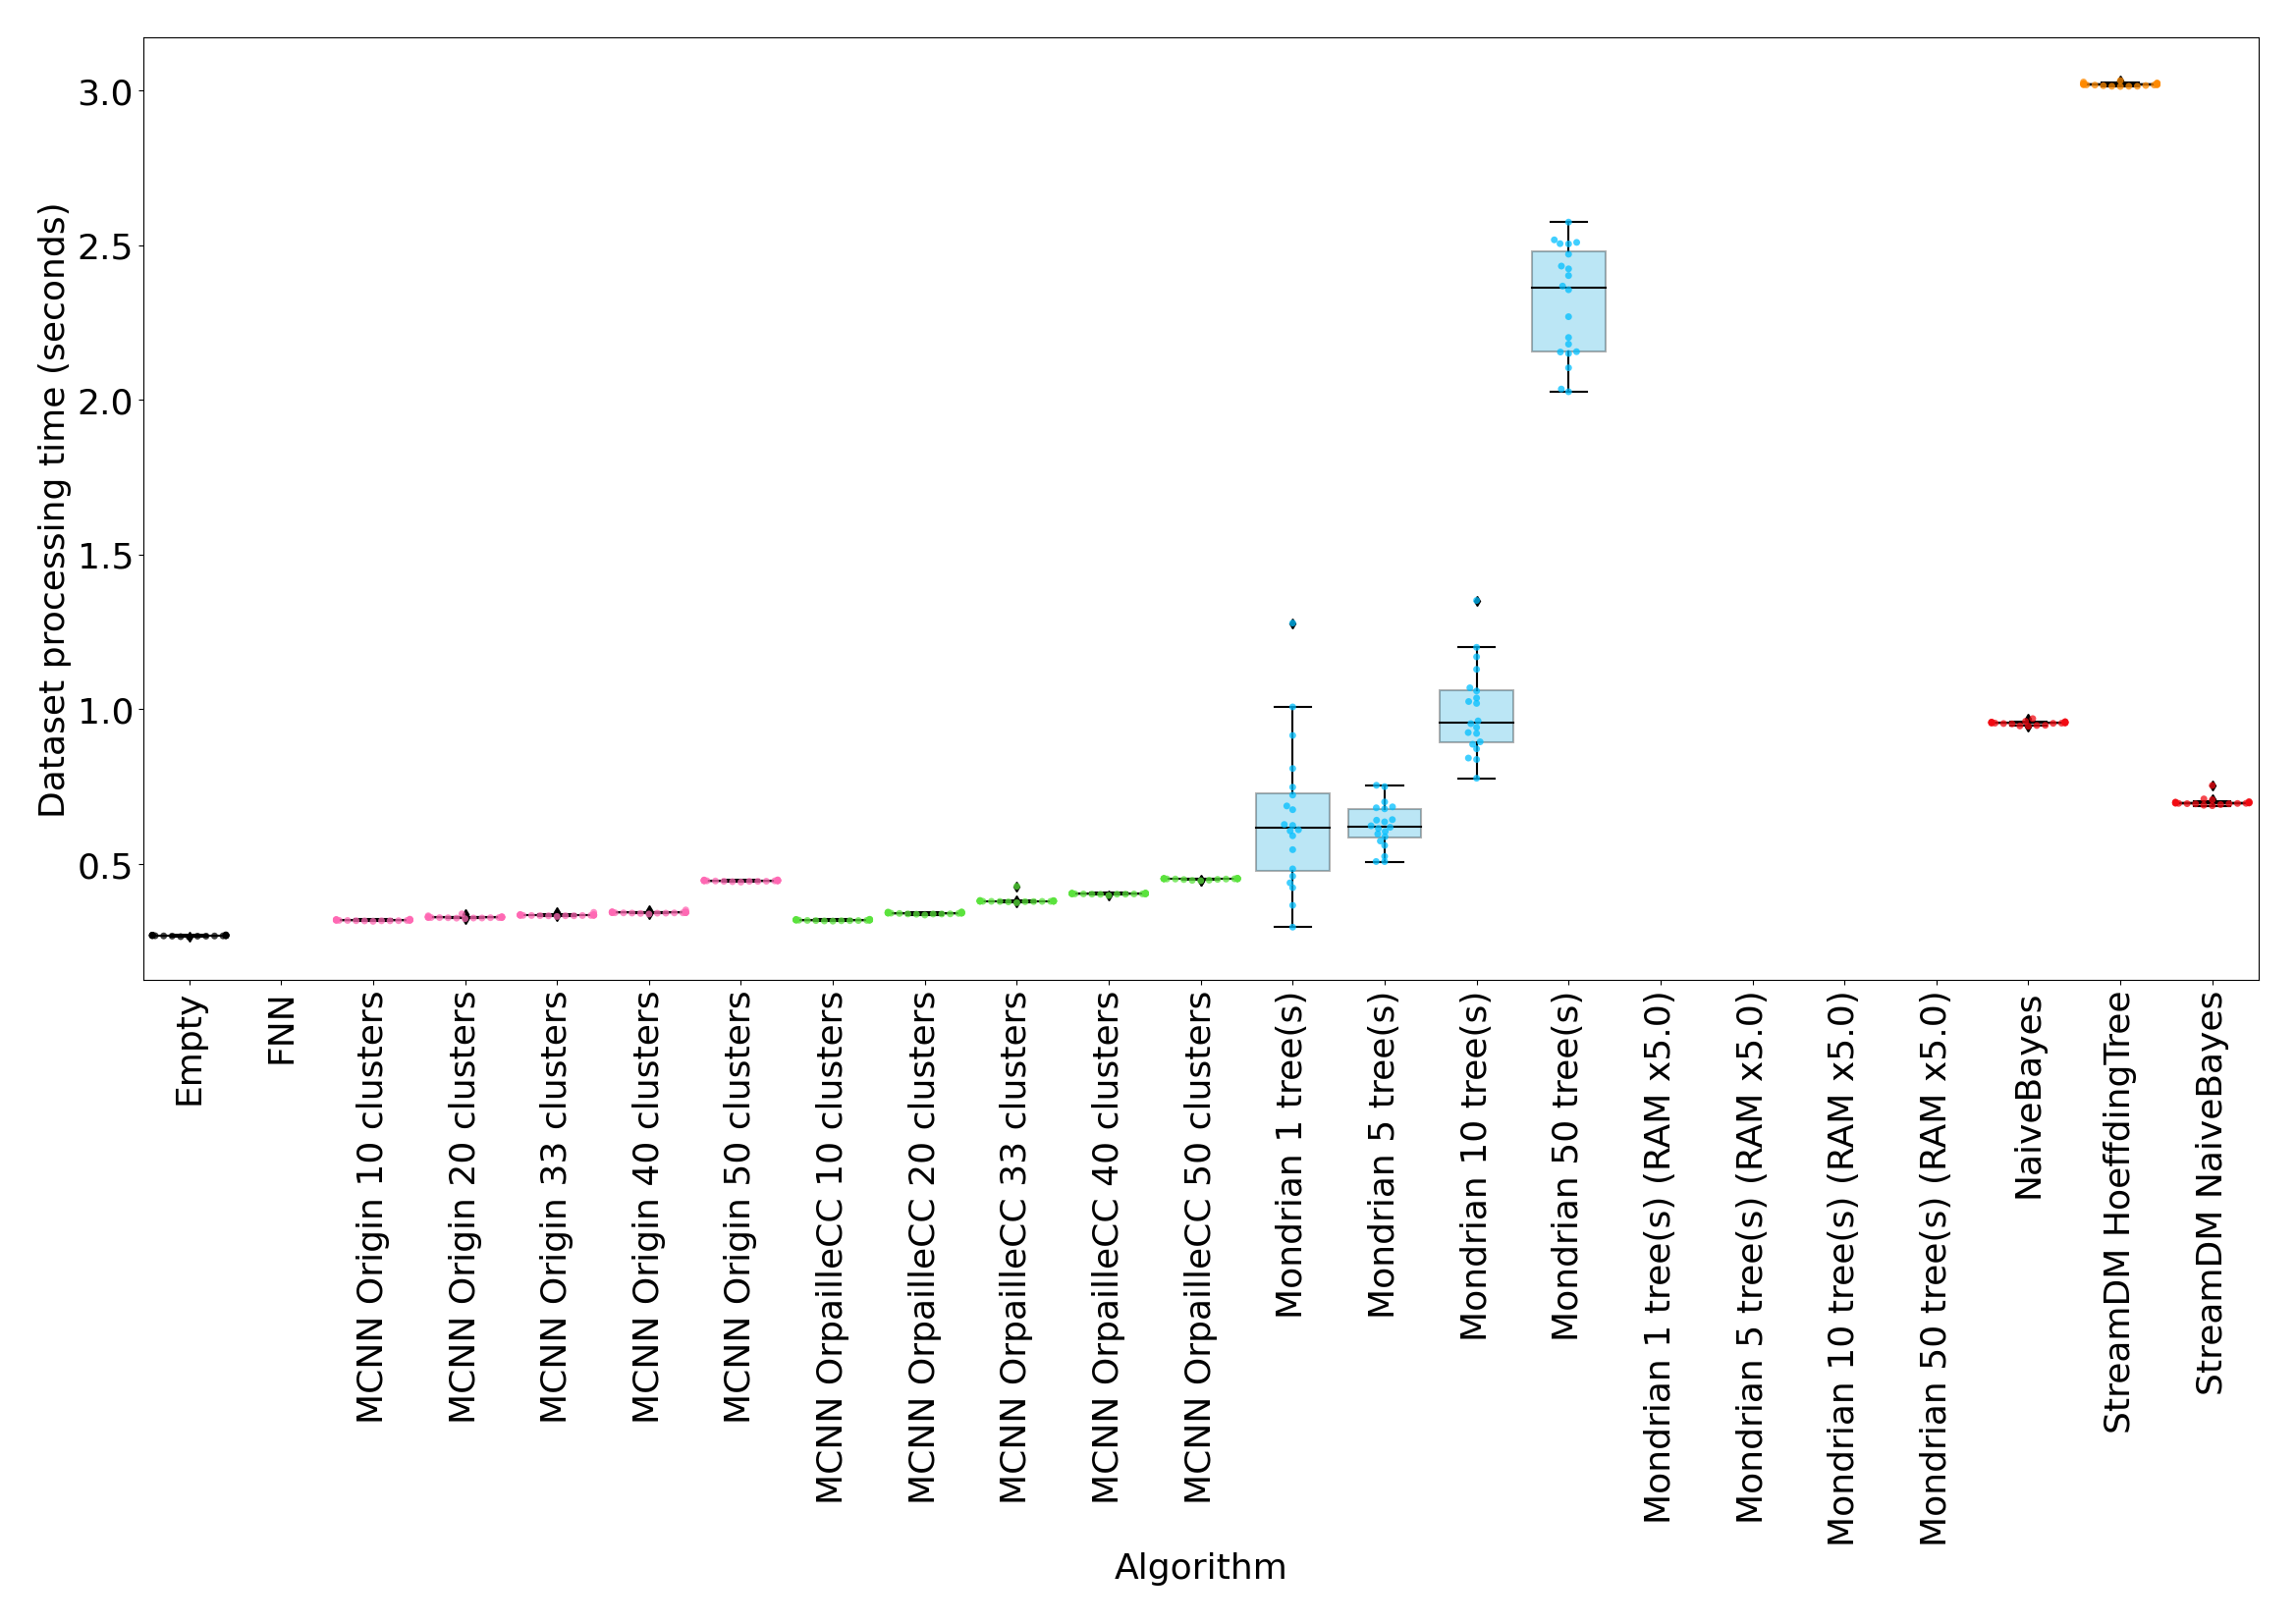 Dataset processing time (seconds)
3.0
2.5
2.0
1.5
1.0
0.5
Empty
FNN
MCNN Origin 10 clusters
MCNN Origin 20 clusters
MCNN Origin 33 clusters
MCNN Origin 40 clusters
MCNN Origin 50 clusters
MCNN OrpailleCC 10 clusters
MCNN OrpailleCC 20 clusters
MCNN OrpailleCC 33 clusters
MCNN OrpailleCC 40 clusters
MCNN OrpailleCC 50 clusters
Mondrian 1 tree(s)
Mondrian 5 tree(s)
Mondrian 10 tree(s)
Mondrian 50 tree(s)
Mondrian 1 tree(s) (RAM x5.0)
Mondrian 5 tree(s) (RAM x5.0)
Mondrian 10 tree(s) (RAM x5.0)
Mondrian 50 tree(s) (RAM x5.0)
NaiveBayes
StreamDM HoeffdingTree
StreamDM NaiveBayes
Algorithm